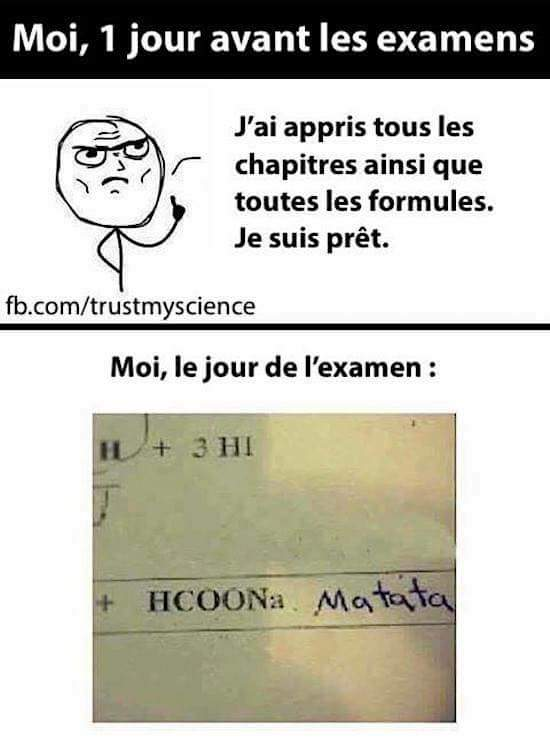 Moi, 1 jour avant les examens
J'ai appris tous les
chapitres ainsi que
toutes les formules.
Je suis prêt.
fb.com/trustmyscience
Moi, le jour de l'examen :
H + 3 HI
+ HCOONa Matata